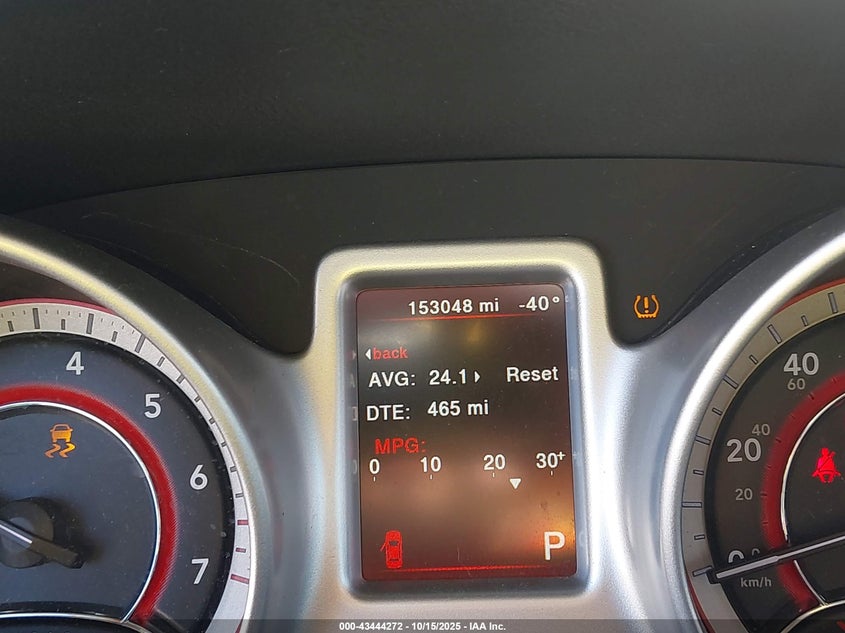 153048 mi -40°
back
AVG: 24.1 Reset
DTE: 465 mi
MPG:
0 10 20 30+
P
4
5
6
7
40
60
20
40
20
0
km/h
000-43444272 - 10/15/2025 - IAA Inc.